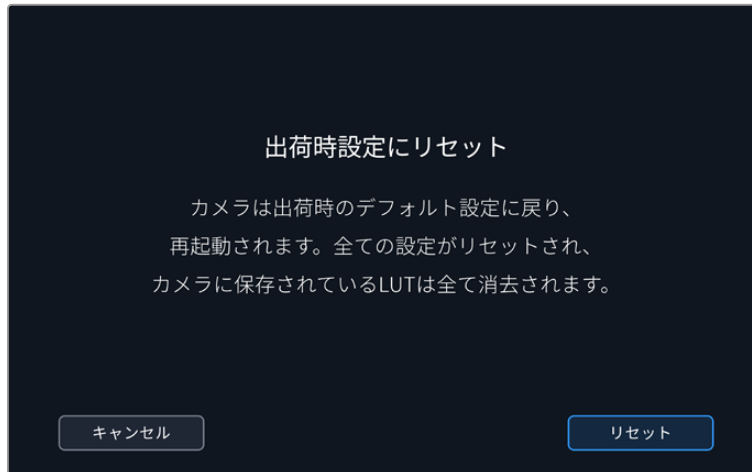 出荷時設定にリセット
カメラは出荷時のデフォルト設定に戻り、
再起動されます。全ての設定がリセットされ、
カメラに保存されているLUTは全て消去されます。
キャンセル
リセット